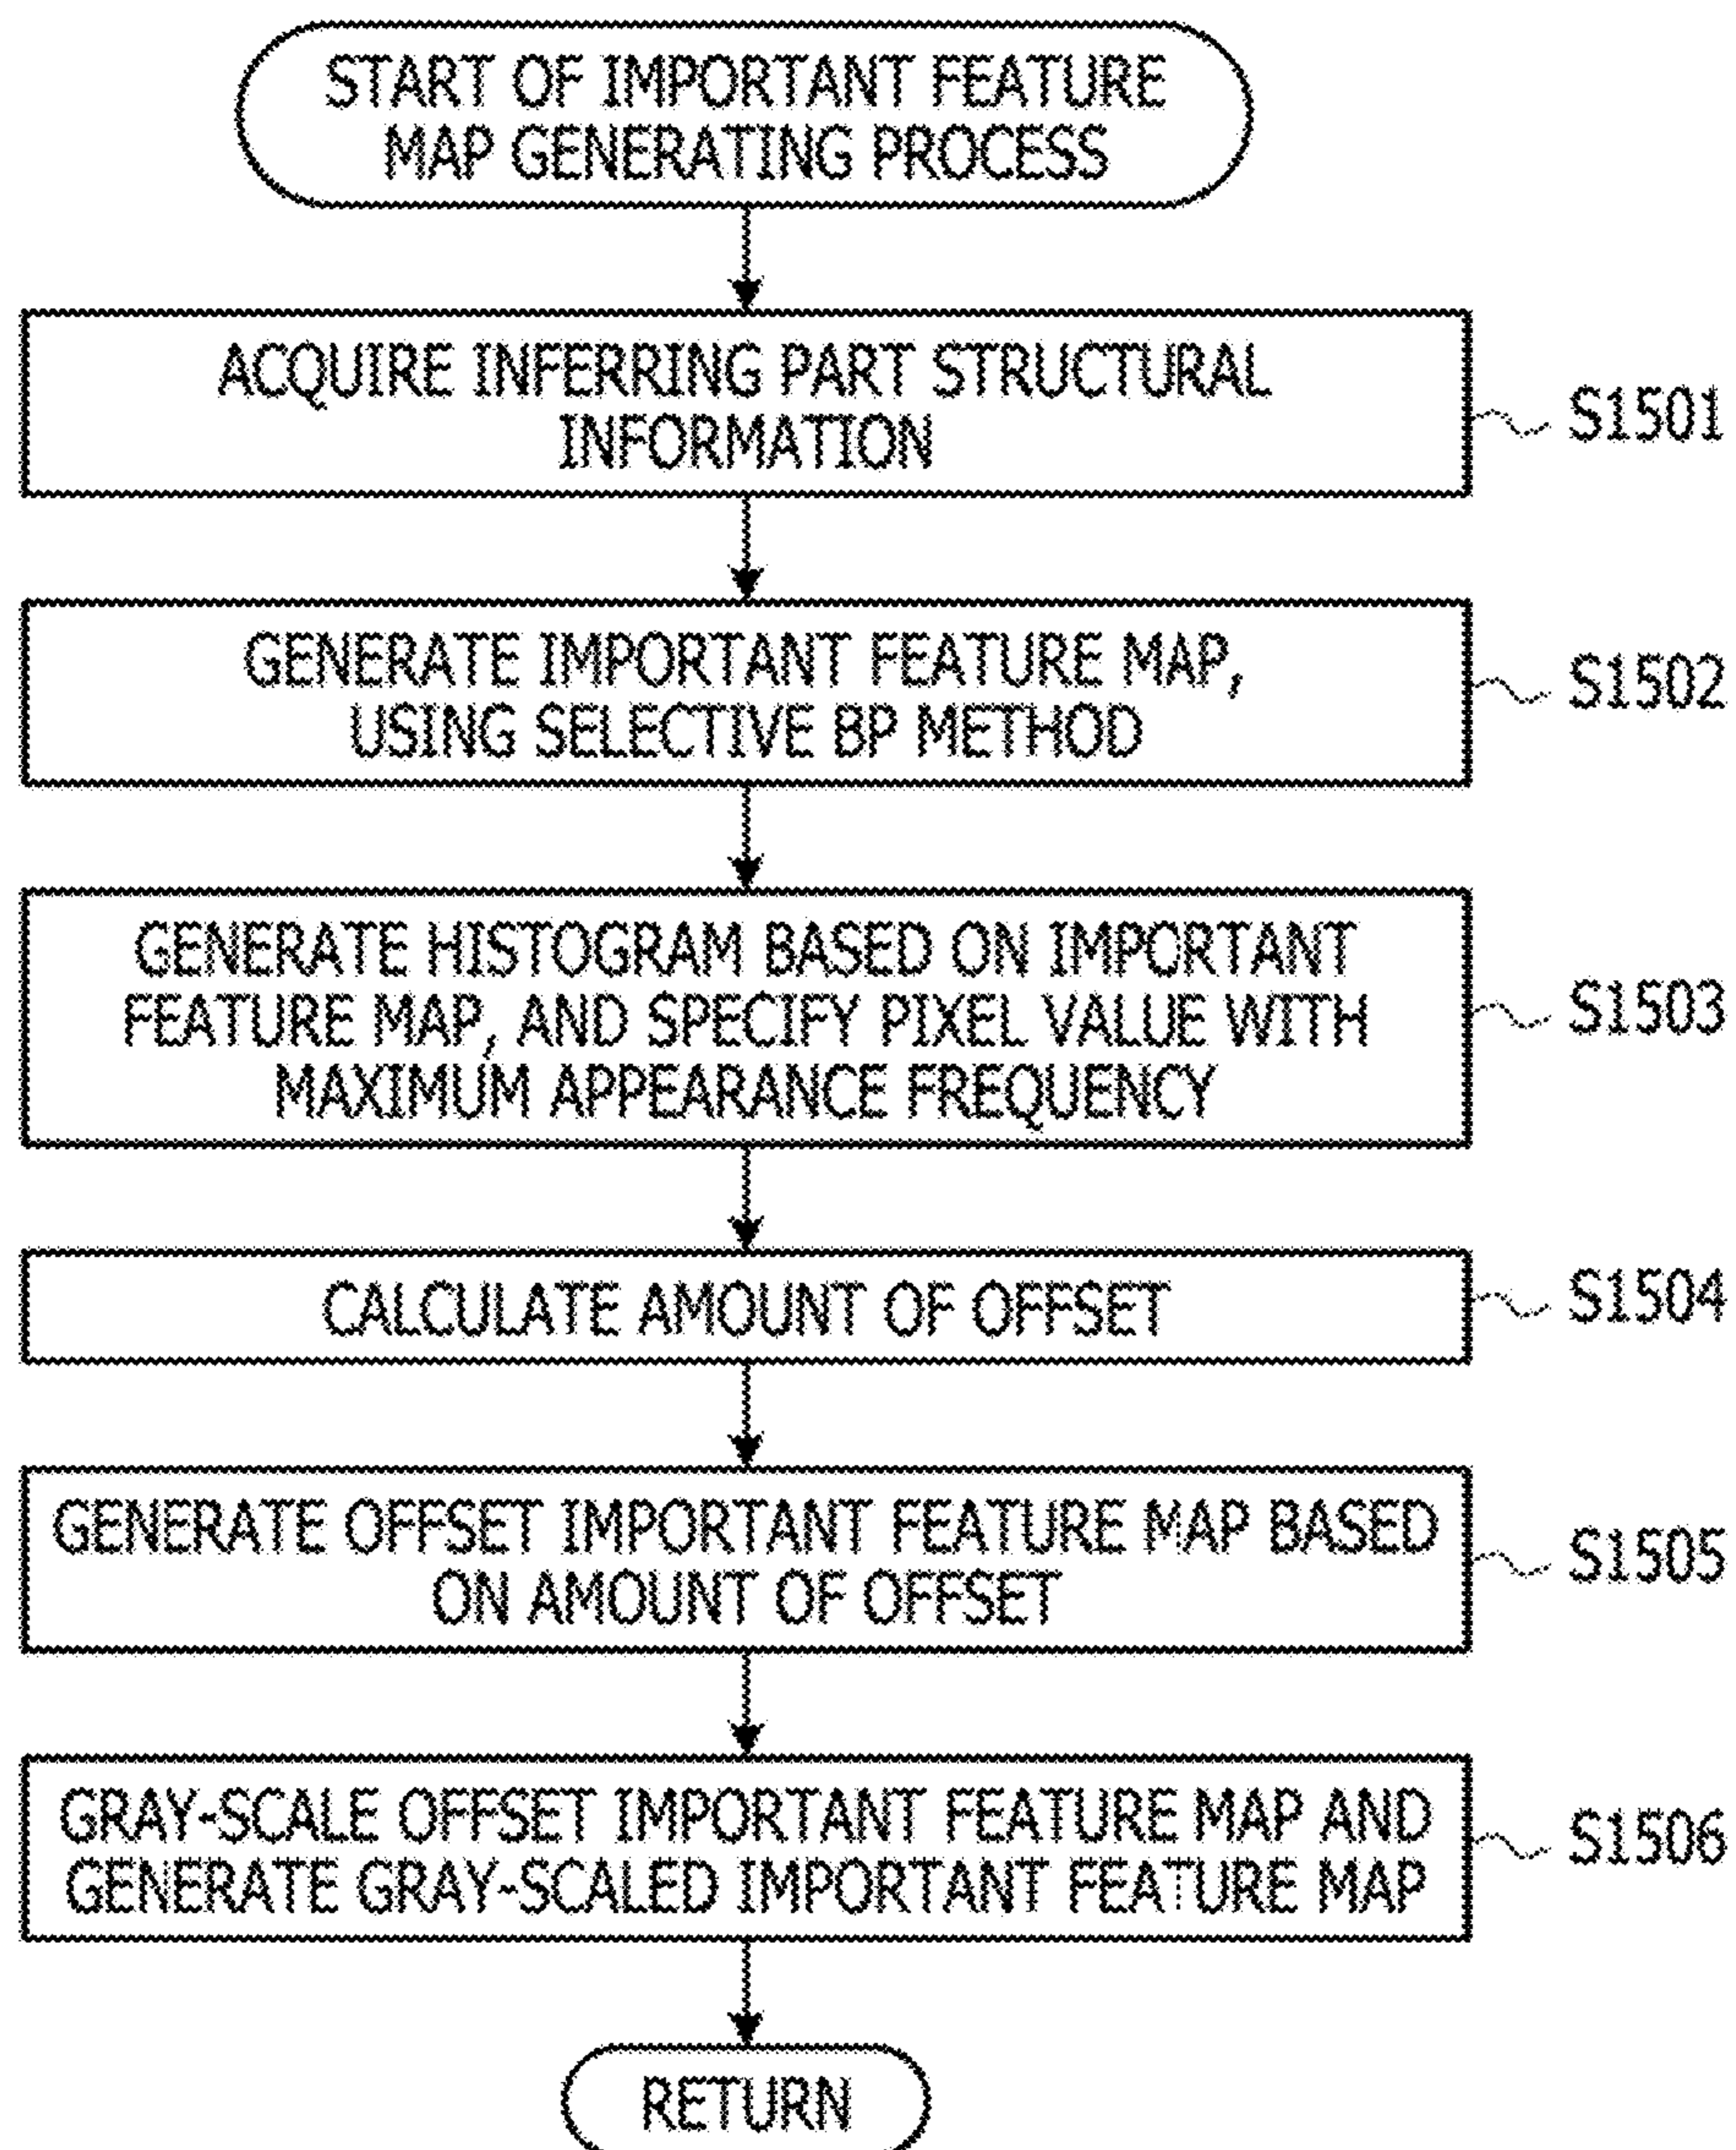 START OF IMPORTANT FEATURE
MAP GENERATING PROCESS
ACQUIRE INFERRING PART STRUCTURAL
INFORMATION
S1501
GENERATE IMPORTANT FEATURE MAP,
USING SELECTIVE BP METHOD
S1502
GENERATE HISTOGRAM BASED ON IMPORTANT
FEATURE MAP, AND SPECIFY PIXEL VALUE WITH
MAXIMUM APPEARANCE FREQUENCY
S1503
CALCULATE AMOUNT OF OFFSET
S1504
GENERATE OFFSET IMPORTANT FEATURE MAP BASED
ON AMOUNT OF OFFSET
S1505
GRAY-SCALE OFFSET IMPORTANT FEATURE MAP AND
GENERATE GRAY-SCALED IMPORTANT FEATURE MAP
S1506
RETURN